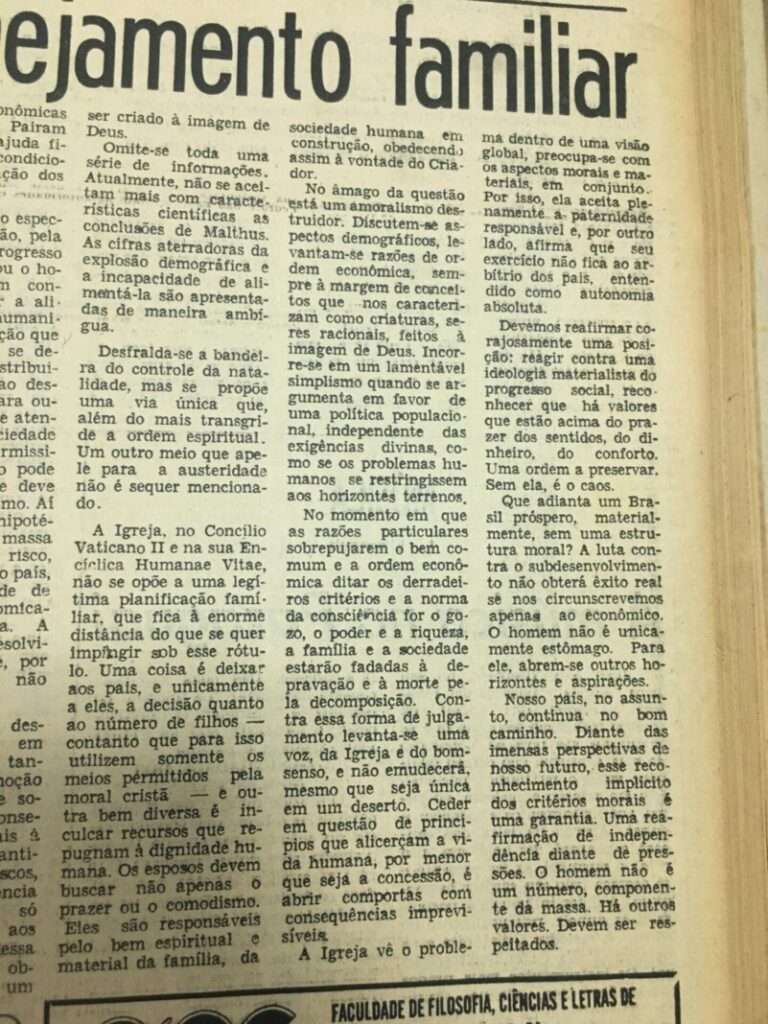 nejamento familiar
onômicas
Pairam
ajuda fi-
condicio-
ção dos
o espec-
ão, pela
rogresso
ou o ho-
m con-
r a ali-
humani-
ção que
se de-
stribui-
ao des-
ara ou-
e aten-
ciedade
ermissi-
o pode
e deve
mo. Aí
hipoté-
massa
risco,
o país,
de de
omica-
a. A
esolvi-
e, por
não
des-
em
tan-
moção
e so-
onse-
ais à
anti-
scos,
ência
só
aos
essa
ob-
um
ser criado à imagem de
Deus.
Omite-se toda uma
série de informações.
Atualmente, não se acei-
tam mais com caracte-
rísticas científicas as
conclusões de Malthus.
As cifras aterradoras da
explosão demográfica e
a incapacidade de ali-
mentá-la são apresenta-
das de maneira ambí-
gua.
Desfralda-se a bandei-
ra do controle da nata-
lidade, mas se propõe
uma via única que,
além do mais transgri-
de a ordem espiritual.
Um outro meio que ape-
le para a austeridade
não é sequer menciona-
do.
A Igreja, no Concílio
Vaticano II e na sua En-
cíclica Humanae Vitae,
não se opõe a uma legí-
tima planificação fami-
liar, que fica à enorme
distância do que se quer
impingir sob esse rótu-
lo. Uma coisa é deixar
aos pais, e unicamente
a eles, a decisão quanto
ao número de filhos —
contanto que para isso
utilizem somente os
meios permitidos pela
moral cristã — e ou-
tra bem diversa é in-
culcar recursos que re-
pugnam à dignidade hu-
mana. Os esposos devem
buscar não apenas o
prazer ou o comodismo.
Eles são responsáveis
pelo bem espiritual e
material da família, da
sociedade humana em
construção, obedecendo
assim à vontade do Cria-
dor.
No âmago da questão
está um amoralismo des-
truidor. Discutem-se as-
pectos demográficos, le-
vantam-se razões de or-
dem econômica, sem-
pre à margem de concei-
tos que nos caracteri-
zam como criaturas, se-
res racionais, feitos à
imagem de Deus. Incor-
re-se em um lamentável
simplismo quando se ar-
gumenta em favor de
uma política populacio-
nal, independente das
exigências divinas, co-
mo se os problemas hu-
manos se restringissem
aos horizontes terrenos.
No momento em que
as razões particulares
sobrepujarem o bem co-
mum e a ordem econô-
mica ditar os derradei-
ros critérios e a norma
da consciência for o go-
zo, o poder e a riqueza,
a família e a sociedade
estarão fadadas à de-
pravação e à morte pe-
la decomposição. Con-
tra essa forma de julga-
mento levanta-se uma
voz, da Igreja e do bom-
senso, e não emudecerá,
mesmo que seja única
em um deserto. Ceder
em questão de princí-
pios que alicerçam a vi-
da humana, por menor
que seja a concessão, é
abrir comportas com
consequências imprevi-
síveis.
A Igreja vê o proble-
ma dentro de uma visão
global, preocupa-se com
os aspectos morais e ma-
teriais, em conjunto.
Por isso, ela aceita ple-
namente a paternidade
responsável e, por outro
lado, afirma que seu
exercício não fica ao ar-
bítrio dos pais, enten-
dido como autonomia
absoluta.
Devemos reafirmar co-
rajosamente uma posi-
ção: reagir contra uma
ideologia materialista do
progresso social, reco-
nhecer que há valores
que estão acima do pra-
zer dos sentidos, do di-
nheiro, do conforto.
Uma ordem a preservar.
Sem ela, é o caos.
Que adianta um Bra-
sil próspero, material-
mente, sem uma estru-
tura moral? A luta con-
tra o subdesenvolvimento
não obterá êxito real
se nos circunscrevemos
apenas ao econômico.
O homem não é unica-
mente estômago. Para
ele, abrem-se outros ho-
rizontes e aspirações.
Nosso país, no assun-
to, continua no bom
caminho. Diante das
imensas perspectivas de
nosso futuro, esse reco-
nhecimento implícito
dos critérios morais é
uma garantia. Uma rea-
firmação de indepen-
dência diante de pres-
sões. O homem não é
um número, componente
da massa. Há outros
valores. Devem ser res-
peitados.
FACULDADE DE FILOSOFIA, CIÊNCIAS E LETRAS DE